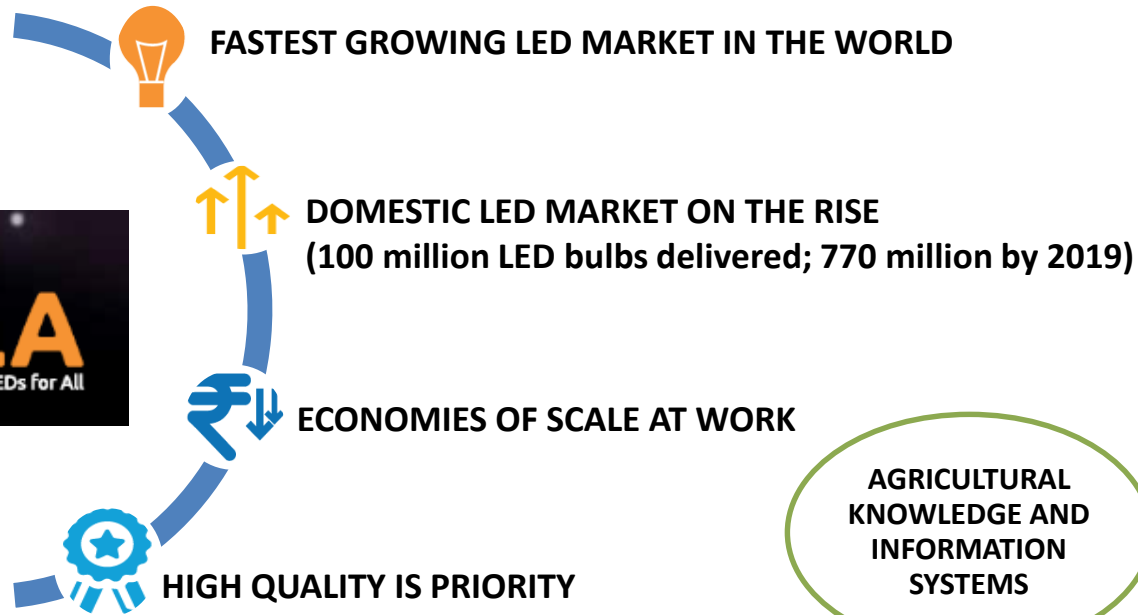 FASTEST GROWING LED MARKET IN THE WORLD
DOMESTIC LED MARKET ON THE RISE
(100 million LED bulbs delivered; 770 million by 2019)
LA
EDs for All
ECONOMIES OF SCALE AT WORK
AGRICULTURAL
KNOWLEDGE AND
INFORMATION
SYSTEMS
HIGH QUALITY IS PRIORITY